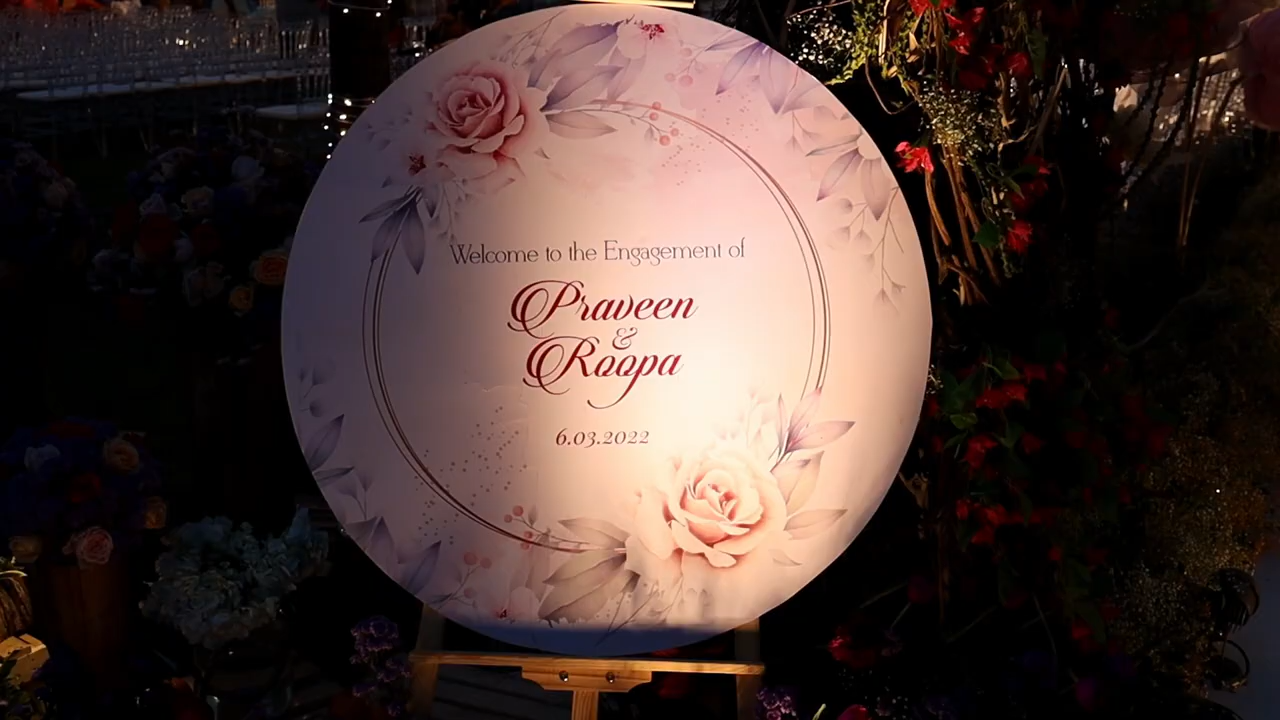 Welcome to the Engagement of
Praveen
&
Roopa
6.03.2022